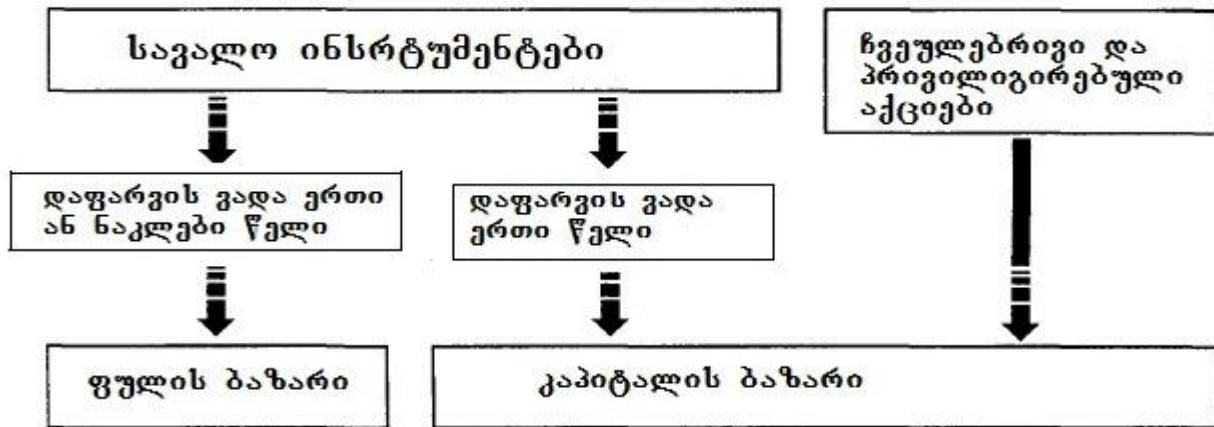 სავალო ინსრტუმენტები
ჩვეულებრივი და
პრივილიგირებული
აქციები
დაფარვის ვადა ერთი
ან ნაკლები წელი
დაფარვის ვადა
ერთი წელი
ფულის ბაზარი
კაპიტალის ბაზარი